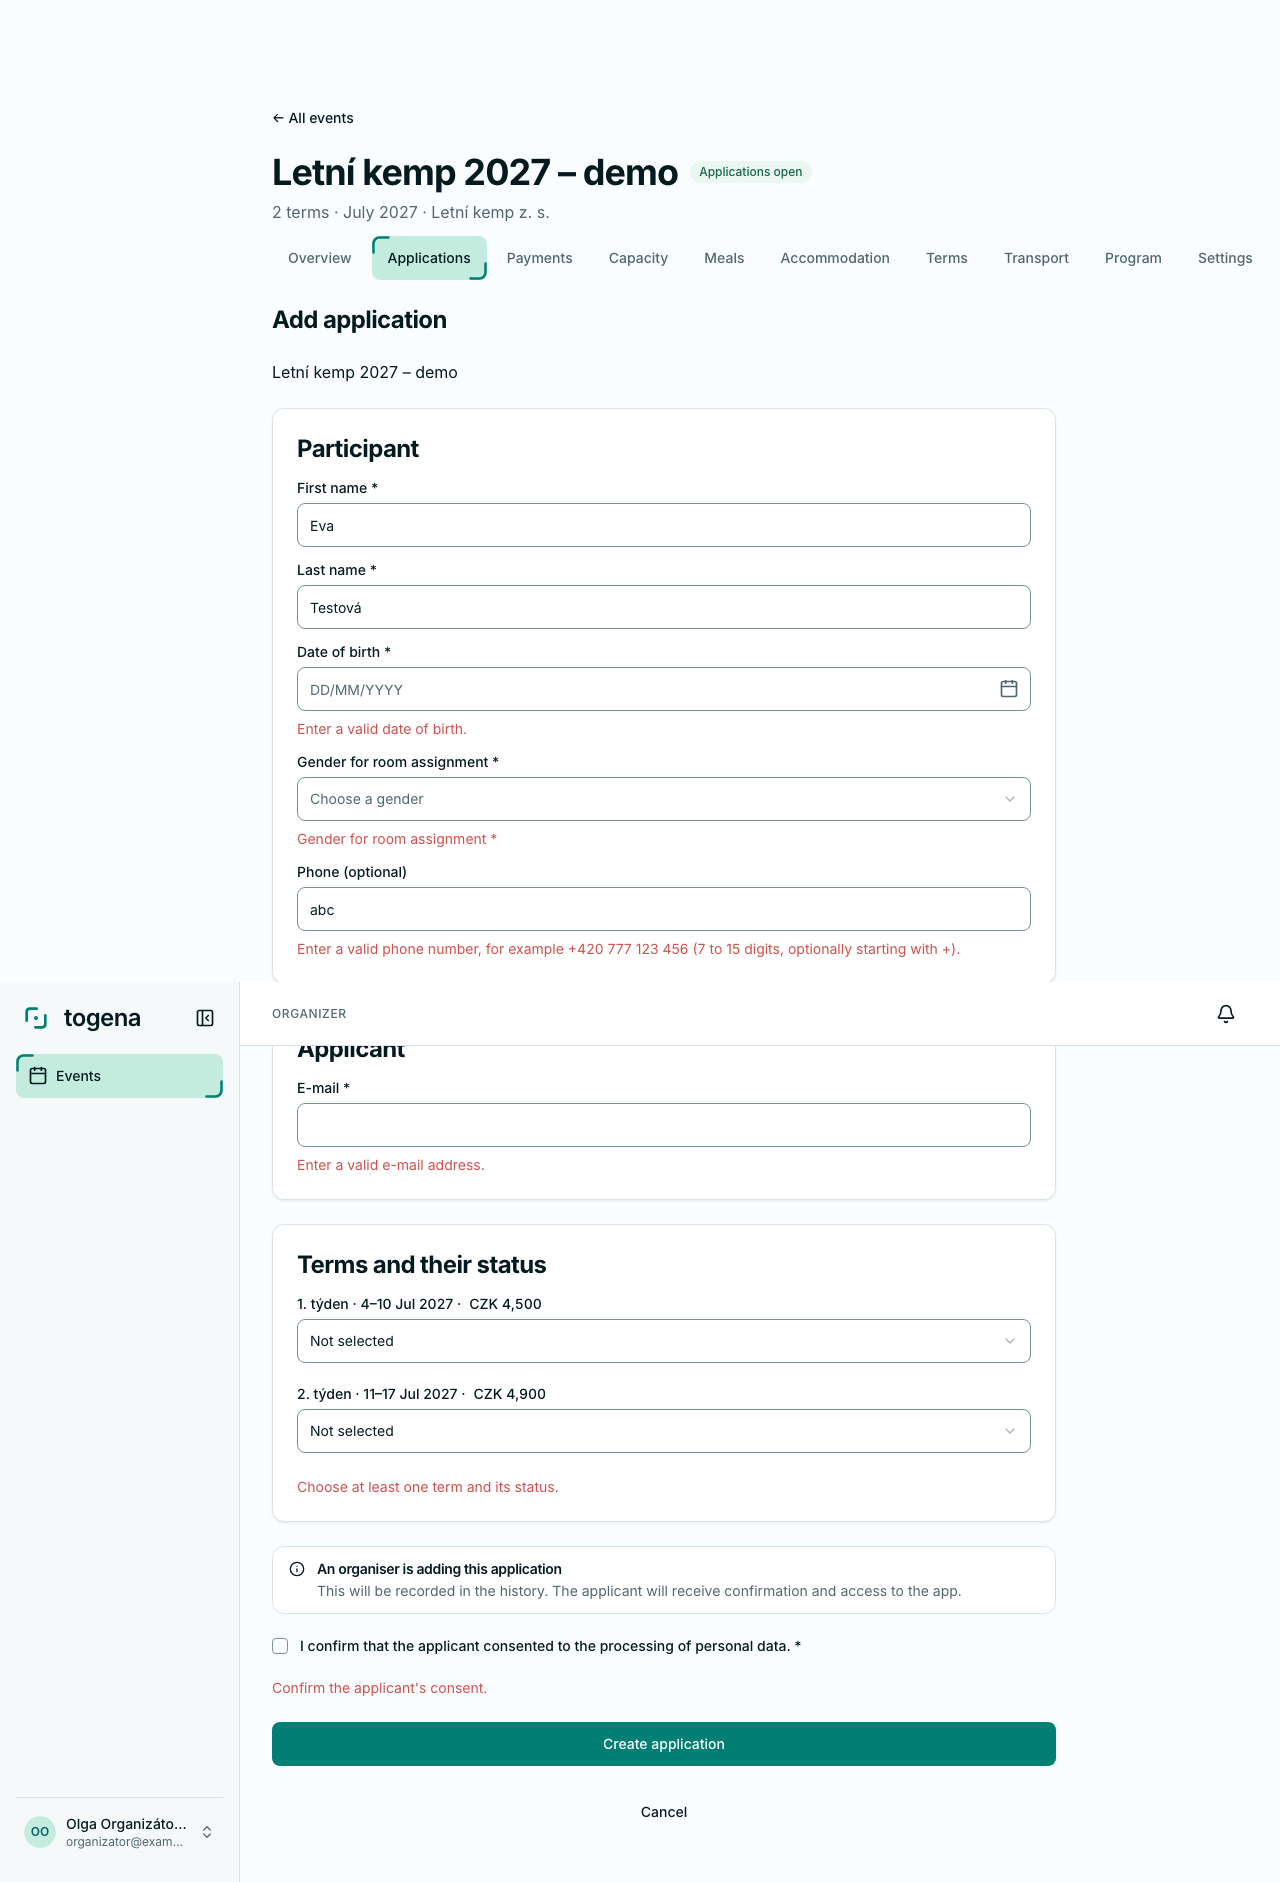 ← All events
Letní kemp 2027 – demo
Applications open
2 terms · July 2027 · Letní kemp z. s.
Overview
Applications
Payments
Capacity
Meals
Accommodation
Terms
Transport
Program
Settings
Add application
Letní kemp 2027 – demo
Participant
First name *
Eva
Last name *
Testová
Date of birth *
DD/MM/YYYY
Enter a valid date of birth.
Gender for room assignment *
Choose a gender
Gender for room assignment *
Phone (optional)
abc
Enter a valid phone number, for example +420 777 123 456 (7 to 15 digits, optionally starting with +).
togena
ORGANIZER
Events
Applicant
E-mail *
Enter a valid e-mail address.
Terms and their status
1. týden · 4–10 Jul 2027 · CZK 4,500
Not selected
2. týden · 11–17 Jul 2027 · CZK 4,900
Not selected
Choose at least one term and its status.
An organiser is adding this application
This will be recorded in the history. The applicant will receive confirmation and access to the app.
I confirm that the applicant consented to the processing of personal data. *
Confirm the applicant's consent.
Create application
Cancel
OO
Olga Organizáto...
organizator@exam...